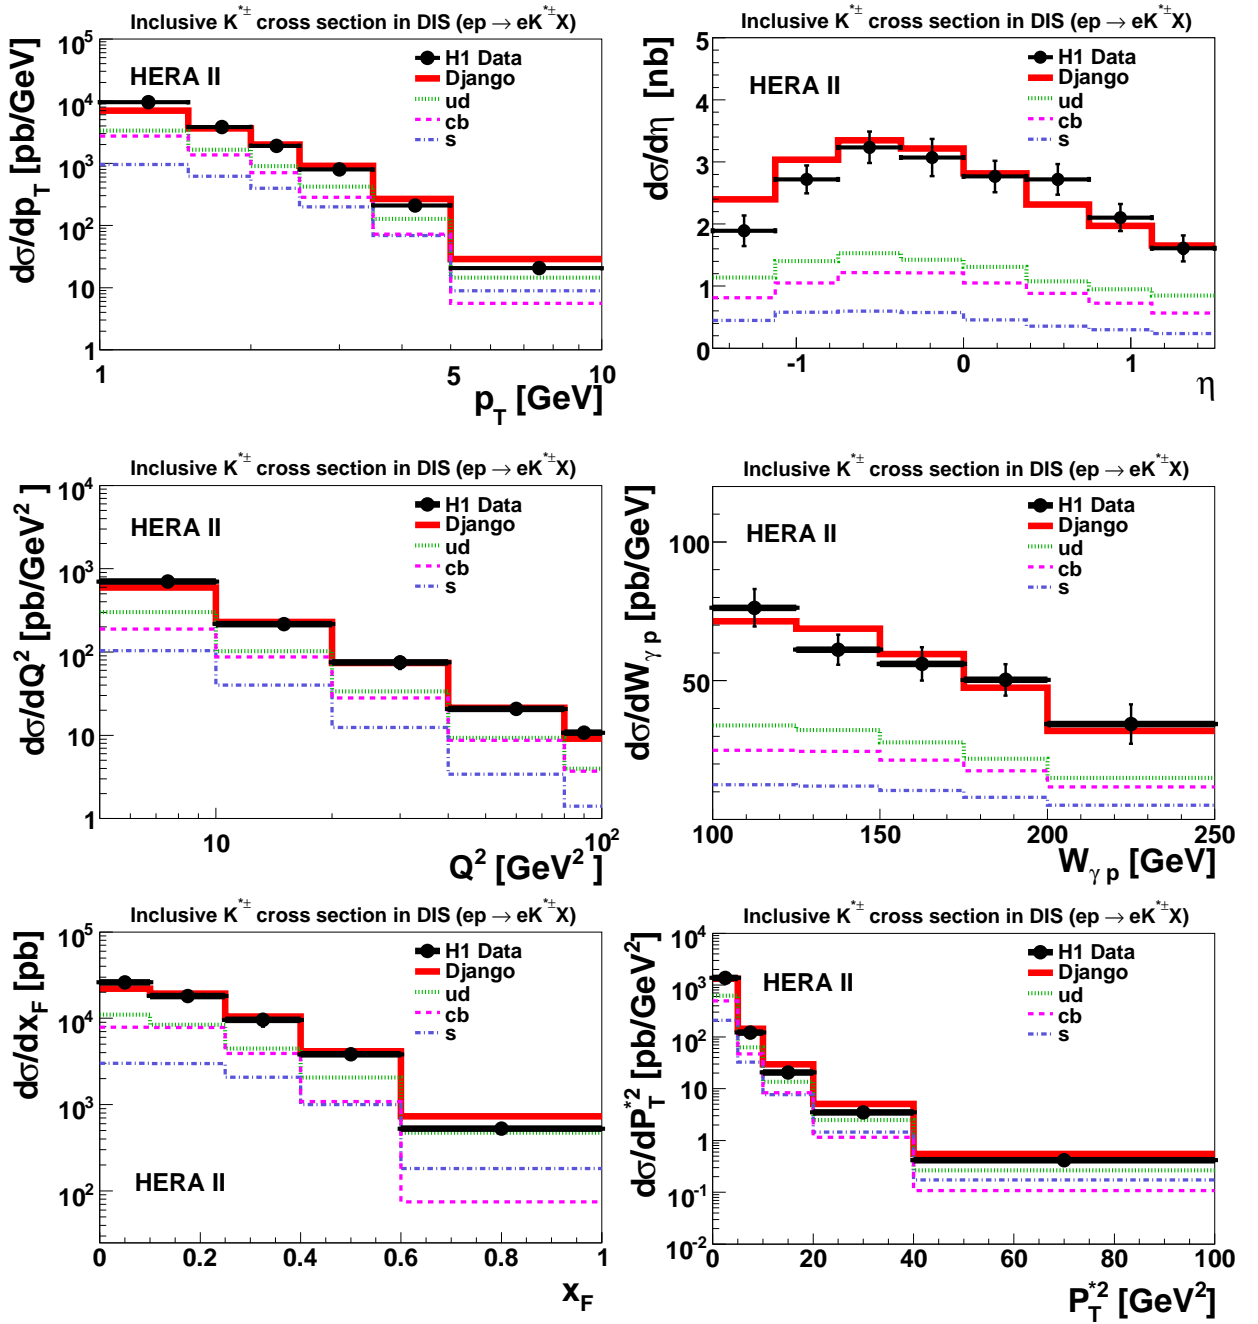 Inclusive K*± cross section in DIS (ep → eK*±X)
dσ/dp_T [pb/GeV]
10^5
10^4
10^3
10^2
10
1
HERA II
H1 Data
Django
ud
cb
s
1
5
10
p_T [GeV]
Inclusive K*± cross section in DIS (ep → eK*±X)
dσ/dη [nb]
5
4
3
2
1
0
HERA II
H1 Data
Django
ud
cb
s
-1
0
1
η
Inclusive K*± cross section in DIS (ep → eK*±X)
dσ/dQ² [pb/GeV²]
10^4
10^3
10^2
10
1
HERA II
H1 Data
Django
ud
cb
s
10
10^2
Q² [GeV²]
Inclusive K*± cross section in DIS (ep → eK*±X)
dσ/dW_γp [pb/GeV]
100
50
HERA II
H1 Data
Django
ud
cb
s
100
150
200
250
W_γp [GeV]
Inclusive K*± cross section in DIS (ep → eK*±X)
dσ/dx_F [pb]
10^5
10^4
10^3
10^2
H1 Data
Django
ud
cb
s
HERA II
0
0.2
0.4
0.6
0.8
1
x_F
Inclusive K*± cross section in DIS (ep → eK*±X)
dσ/dP_T*² [pb/GeV²]
10^4
10^3
10^2
10
1
10^-1
10^-2
HERA II
H1 Data
Django
ud
cb
s
0
20
40
60
80
100
P_T*² [GeV²]